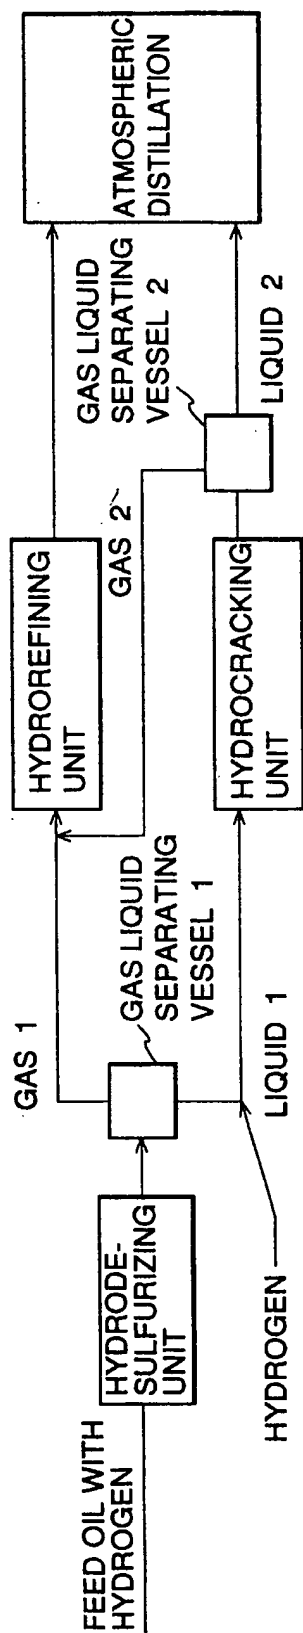 FEED OIL WITH
HYDROGEN
HYDRODE-
SULFURIZING
UNIT
HYDROGEN
GAS 1
GAS LIQUID
SEPARATING
VESSEL 1
LIQUID 1
HYDROREFINING
UNIT
GAS 2
HYDROCRACKING
UNIT
GAS LIQUID
SEPARATING
VESSEL 2
LIQUID 2
ATMOSPHERIC
DISTILLATION